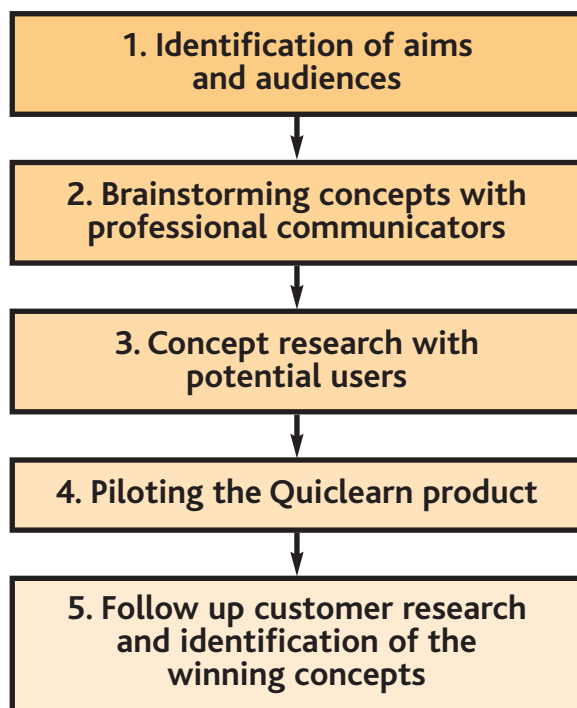 1. Identification of aims
and audiences
2. Brainstorming concepts with
professional communicators
3. Concept research with
potential users
4. Piloting the Quiclearn product
5. Follow up customer research
and identification of the
winning concepts